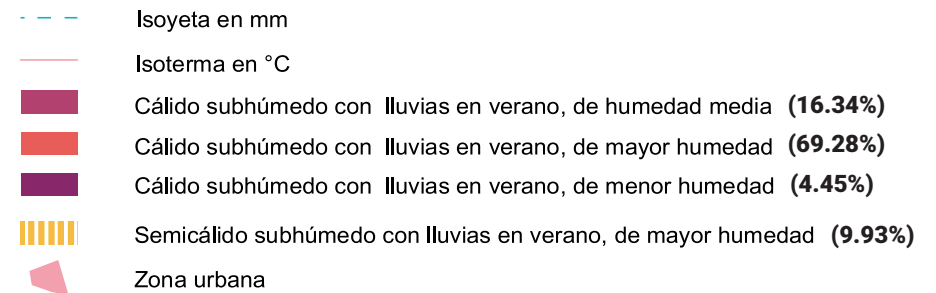 Isoyeta en mm
Isoterma en °C
Cálido subhúmedo con lluvias en verano, de humedad media (16.34%)
Cálido subhúmedo con lluvias en verano, de mayor humedad (69.28%)
Cálido subhúmedo con lluvias en verano, de menor humedad (4.45%)
Semicálido subhúmedo con lluvias en verano, de mayor humedad (9.93%)
Zona urbana